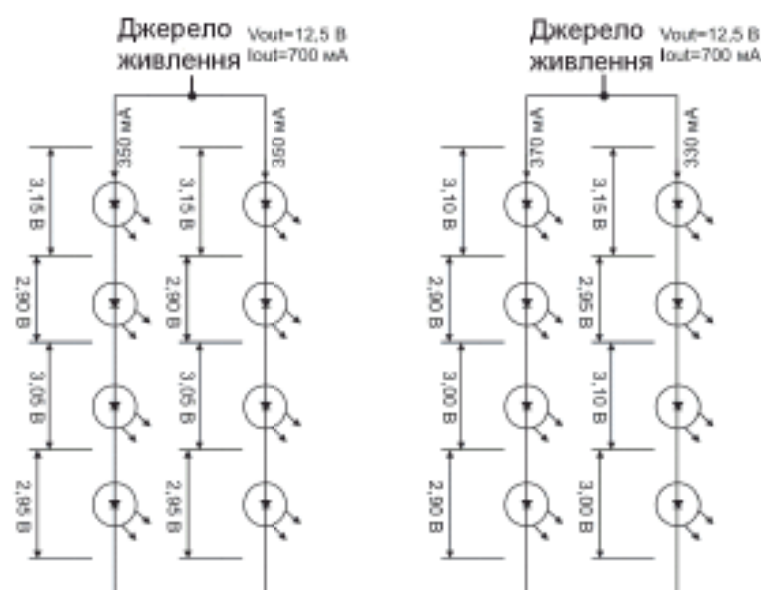 Джерело Vout=12,5 В
живлення Iout=700 мА
350 мА
350 мА
3,15 В
3,15 В
2,90 В
2,90 В
3,05 В
3,05 В
2,95 В
2,95 В
Джерело Vout=12,5 В
живлення Iout=700 мА
370 мА
330 мА
3,10 В
3,15 В
2,90 В
2,95 В
3,00 В
3,10 В
2,90 В
3,00 В